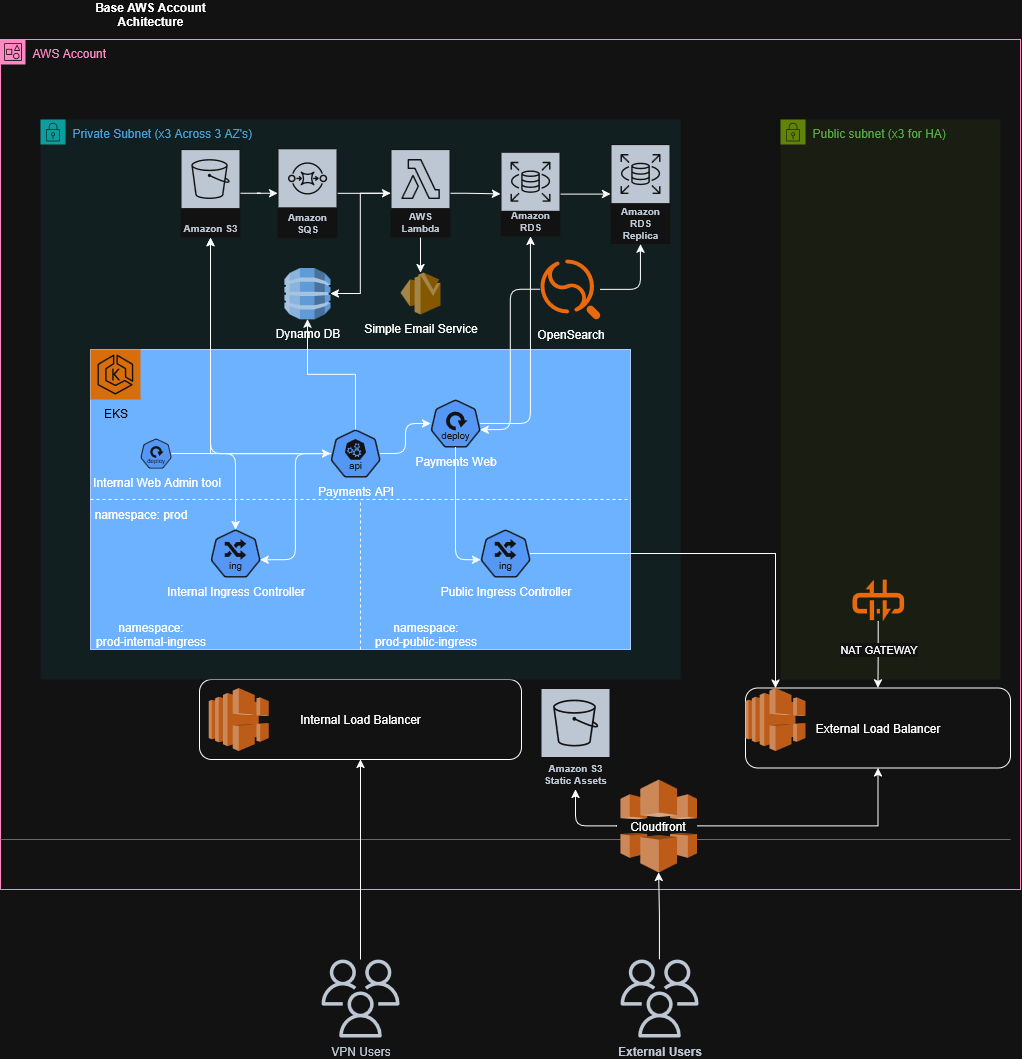 Base AWS Account
Achitecture
AWS Account
Private Subnet (x3 Across 3 AZ's)
Public subnet (x3 for HA)
Amazon S3
Amazon
SQS
AWS
Lambda
Amazon
RDS
Amazon
RDS
Replica
Dynamo DB
Simple Email Service
OpenSearch
K
EKS
deploy
Internal Web Admin tool
api
Payments API
deploy
Payments Web
namespace: prod
ing
Internal Ingress Controller
ing
Public Ingress Controller
namespace:
prod-internal-ingress
namespace:
prod-public-ingress
NAT GATEWAY
Internal Load Balancer
Amazon S3
Static Assets
External Load Balancer
Cloudfront
VPN Users
External Users